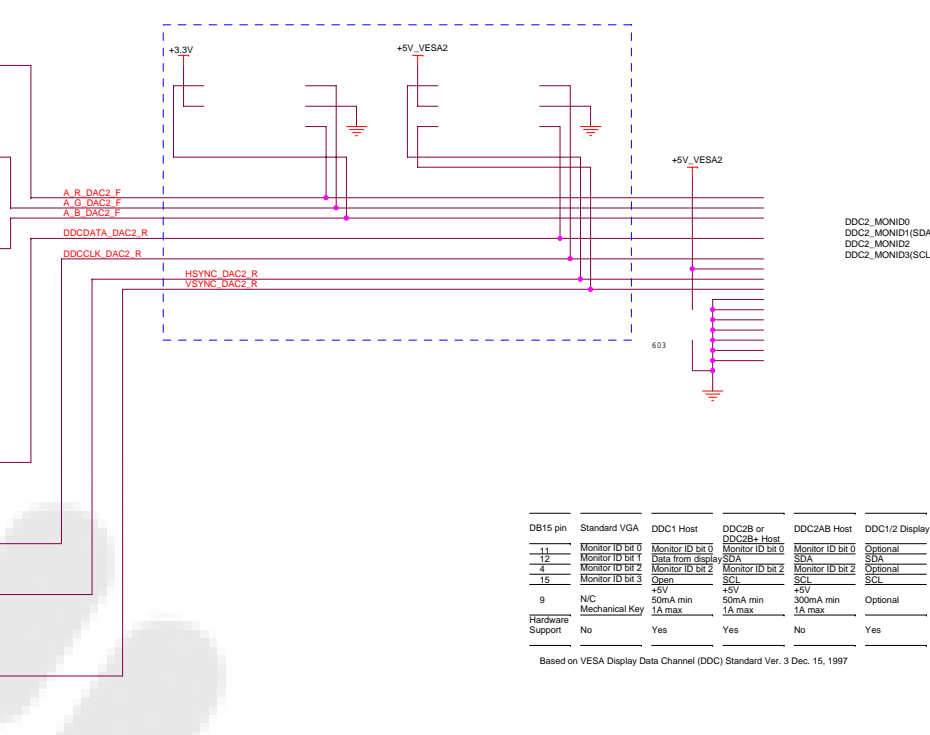 +3.3V
+5V_VESA2
+5V_VESA2
A_R_DAC2_F
A_G_DAC2_F
A_B_DAC2_F
DDCDATA_DAC2_R
DDCCLK_DAC2_R
HSYNC_DAC2_R
VSYNC_DAC2_R
DDC2_MONID0
DDC2_MONID1(SDA
DDC2_MONID2
DDC2_MONID3(SCL
603
DB15 pin Standard VGA DDC1 Host DDC2B or DDC2AB Host DDC1/2 Display
DDC2B+ Host
11 Monitor ID bit 0 Monitor ID bit 0 Monitor ID bit 0 Monitor ID bit 0 Optional
12 Monitor ID bit 1 Data from display SDA SDA SDA
4 Monitor ID bit 2 Monitor ID bit 2 Monitor ID bit 2 Monitor ID bit 2 Optional
15 Monitor ID bit 3 Open SCL SCL SCL
+5V +5V +5V
9 N/C 50mA min 50mA min 300mA min Optional
Mechanical Key 1A max 1A max 1A max
Hardware
Support No Yes Yes No Yes
Based on VESA Display Data Channel (DDC) Standard Ver. 3 Dec. 15, 1997